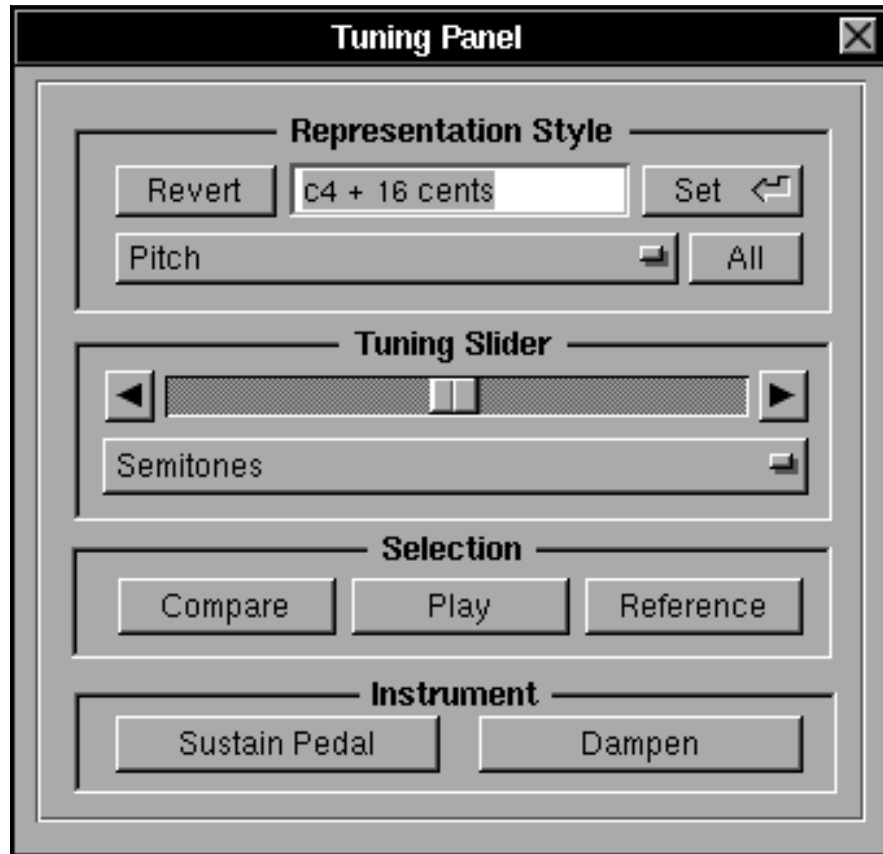 Tuning Panel
Representation Style
Revert c4 + 16 cents Set
Pitch All
Tuning Slider
Semitones
Selection
Compare Play Reference
Instrument
Sustain Pedal Dampen